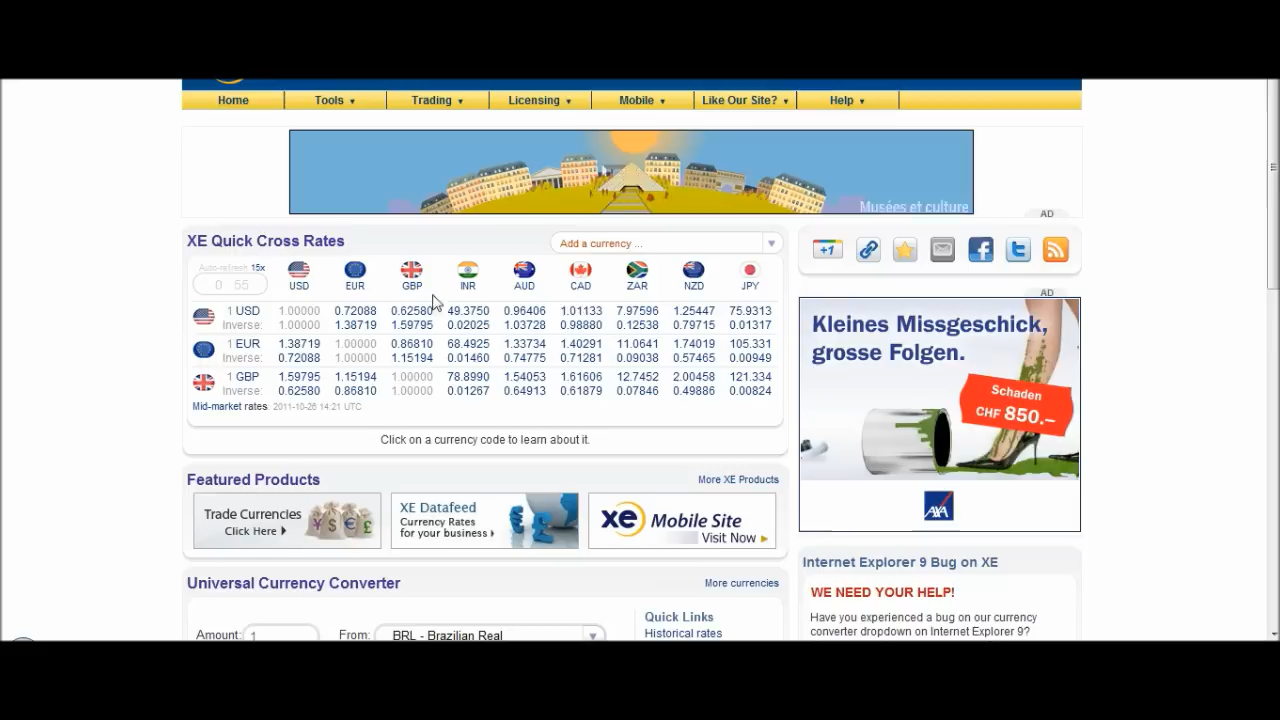 Home Tools Trading Licensing Mobile Like Our Site? Help
Musées et culture
AD
XE Quick Cross Rates
Add a currency ...
Auto-refresh 15x
0 55
USD EUR GBP INR AUD CAD ZAR NZD JPY
1 USD 1.00000 0.72088 0.62580 49.3750 0.96406 1.01133 7.97596 1.25447 75.9313
Inverse: 1.00000 1.38719 1.59795 0.02025 1.03728 0.98880 0.12538 0.79715 0.01317
1 EUR 1.38719 1.00000 0.86810 68.4925 1.33734 1.40291 11.0641 1.74019 105.331
Inverse: 0.72088 1.00000 1.15194 0.01460 0.74775 0.71281 0.09038 0.57465 0.00949
1 GBP 1.59795 1.15194 1.00000 78.8990 1.54053 1.61606 12.7452 2.00458 121.334
Inverse: 0.62580 0.86810 1.00000 0.01267 0.64913 0.61879 0.07846 0.49886 0.00824
Mid-market rates 2011-10-26 14:21 UTC
Click on a currency code to learn about it.
+1
AD
Kleines Missgeschick,
grosse Folgen.
Schaden
CHF 850.–
AXA
Featured Products
More XE Products
Trade Currencies
Click Here
XE Datafeed
Currency Rates
for your business
xe Mobile Site
Visit Now
Universal Currency Converter
More currencies
Amount: 1 From: BRL - Brazilian Real
Quick Links
Historical rates
Internet Explorer 9 Bug on XE
WE NEED YOUR HELP!
Have you experienced a bug on our currency
converter dropdown on Internet Explorer 9?